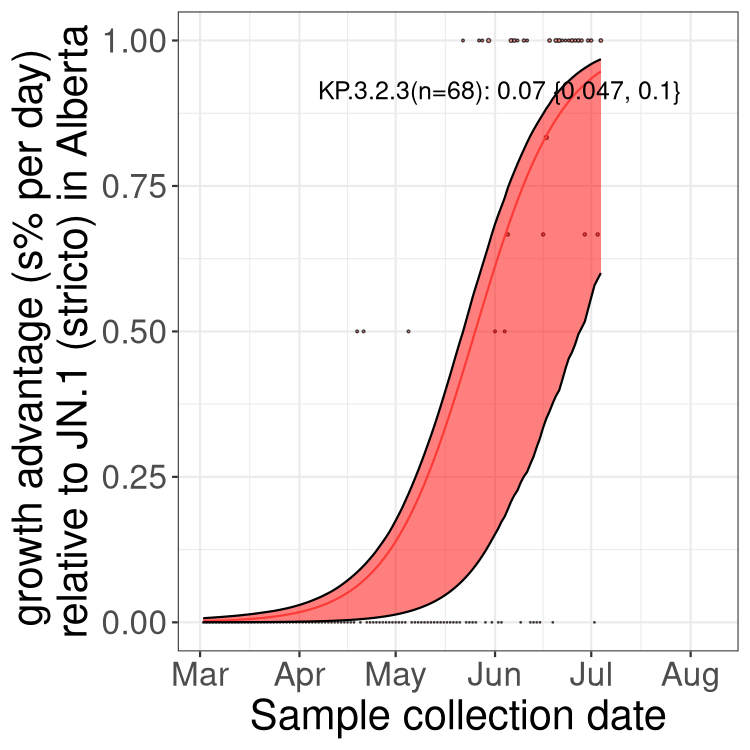 growth advantage (s% per day)
relative to JN.1 (stricto) in Alberta
1.00
0.75
0.50
0.25
0.00
KP.3.2.3(n=68): 0.07 {0.047, 0.1}
Mar Apr May Jun Jul Aug
Sample collection date